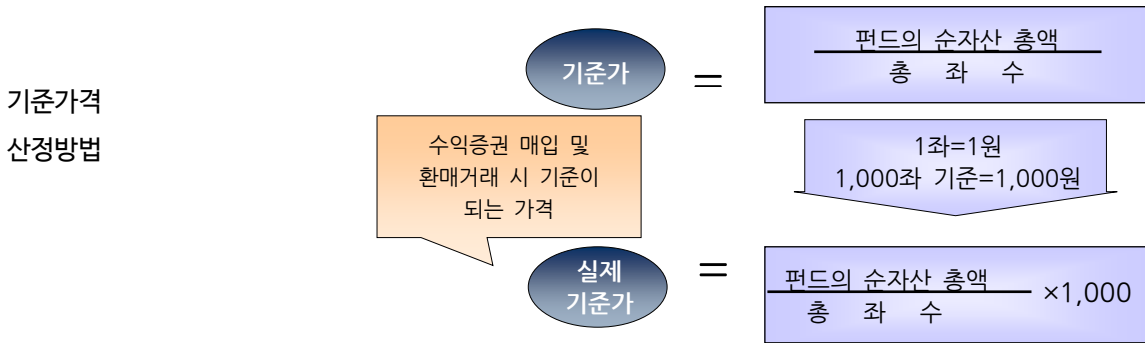 기준가격
산정방법
기준가
=
펀드의 순자산 총액
총 좌 수
수익증권 매입 및
환매거래 시 기준이
되는 가격
1좌=1원
1,000좌 기준=1,000원
실제
기준가
=
펀드의 순자산 총액
총 좌 수
×1,000